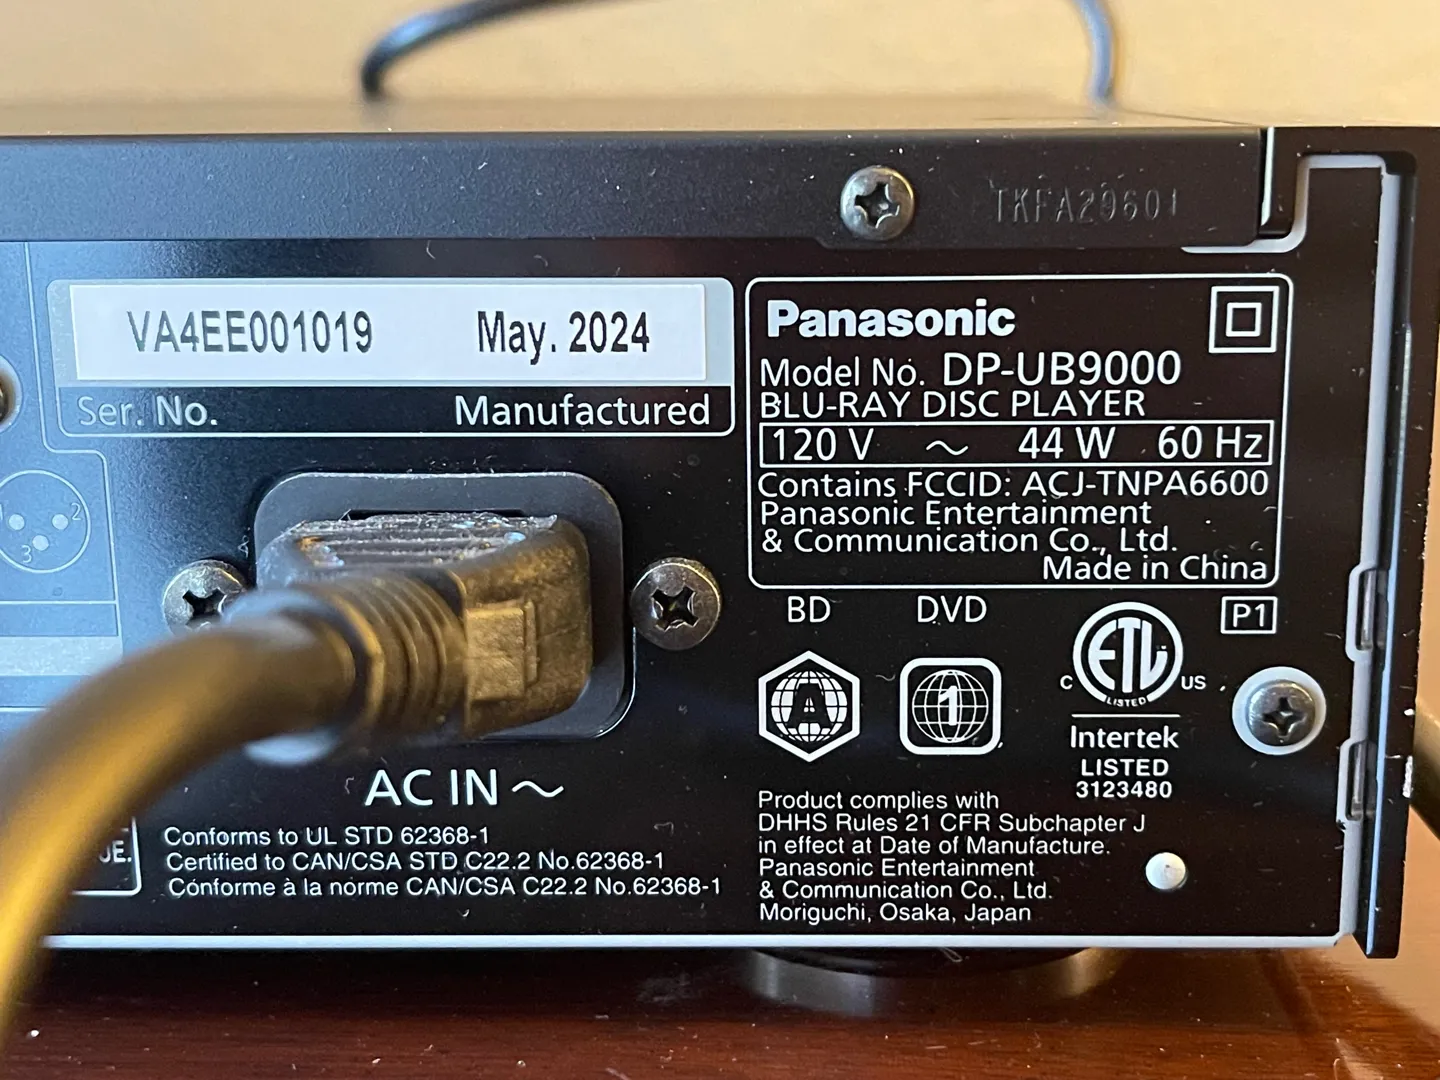 TKFA29601
VA4EE001019 May. 2024
Ser. No. Manufactured
Panasonic
Model No. DP-UB9000
BLU-RAY DISC PLAYER
120 V ~ 44 W 60 Hz
Contains FCCID: ACJ-TNPA6600
Panasonic Entertainment
& Communication Co., Ltd.
Made in China
2
3
BD DVD
P1
A
1
ETL
C US
LISTED
Intertek
LISTED
3123480
AC IN ~
Conforms to UL STD 62368-1
Certified to CAN/CSA STD C22.2 No.62368-1
Conforme à la norme CAN/CSA C22.2 No.62368-1
Product complies with
DHHS Rules 21 CFR Subchapter J
in effect at Date of Manufacture.
Panasonic Entertainment
& Communication Co., Ltd.
Moriguchi, Osaka, Japan